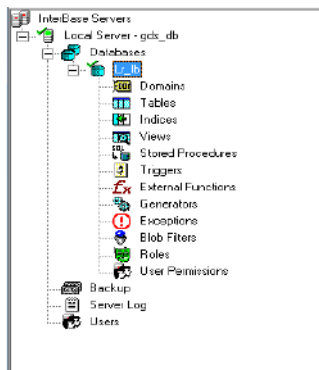 InterBase Servers
Local Server - gds_db
Databases
Domains
Tables
Indices
Views
Stored Procedures
Triggers
External Functions
Generators
Exceptions
Blob Filters
Roles
User Permissions
Backup
Server Log
Users